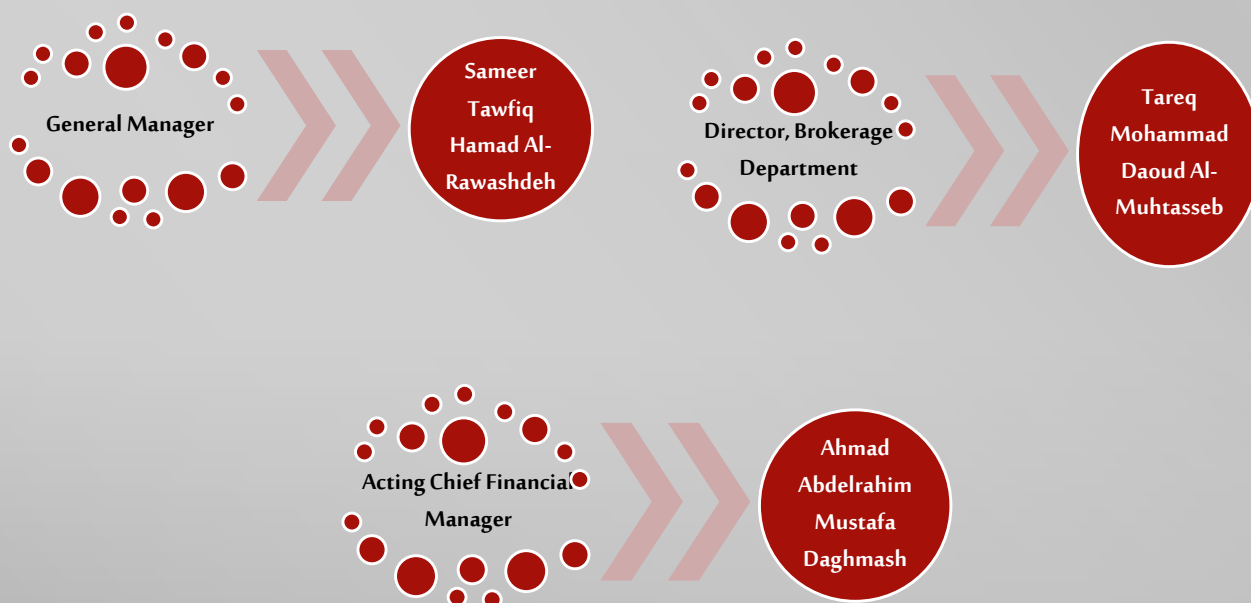 General Manager
Sameer
Tawfiq
Hamad Al-
Rawashdeh
Director, Brokerage
Department
Tareq
Mohammad
Daoud Al-
Muhtasseb
Acting Chief Financial
Manager
Ahmad
Abdelrahim
Mustafa
Daghmash